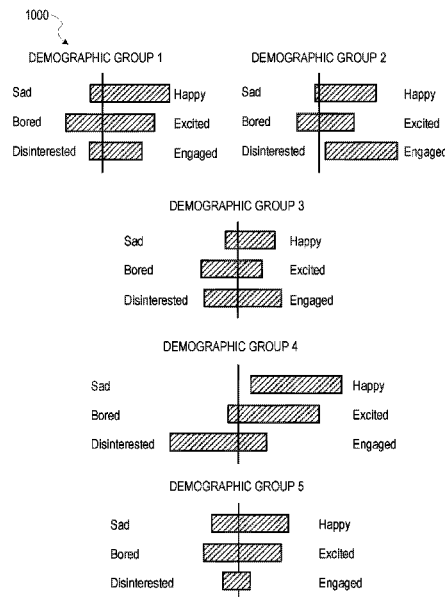 1000
DEMOGRAPHIC GROUP 1
Sad Happy
Bored Excited
Disinterested Engaged
DEMOGRAPHIC GROUP 2
Sad Happy
Bored Excited
Disinterested Engaged
DEMOGRAPHIC GROUP 3
Sad Happy
Bored Excited
Disinterested Engaged
DEMOGRAPHIC GROUP 4
Sad Happy
Bored Excited
Disinterested Engaged
DEMOGRAPHIC GROUP 5
Sad Happy
Bored Excited
Disinterested Engaged